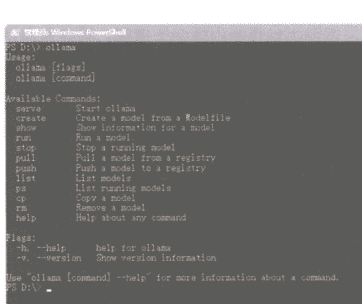 管理员: Windows PowerShell
PS D:\> ollama
Usage:
  ollama [flags]
  ollama [command]

Available Commands:
  serve       Start ollama
  create      Create a model from a Modelfile
  show        Show information for a model
  run         Run a model
  stop        Stop a running model
  pull        Pull a model from a registry
  push        Push a model to a registry
  list        List models
  ps          List running models
  cp          Copy a model
  rm          Remove a model
  help        Help about any command

Flags:
  -h, --help      help for ollama
  -v, --version   Show version information

Use "ollama [command] --help" for more information about a command.
PS D:\>